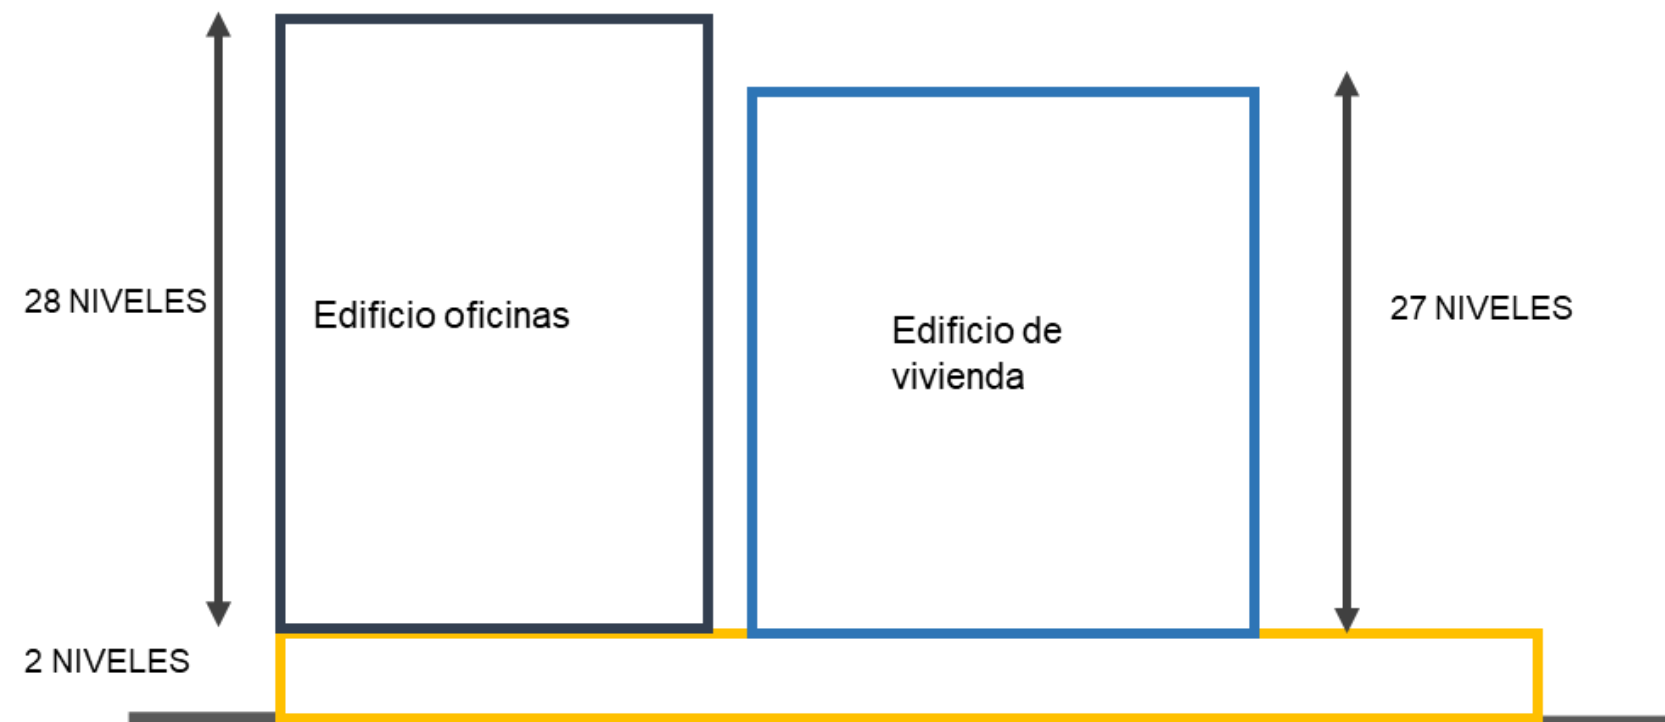 28 NIVELES
Edificio oficinas
Edificio de
vivienda
27 NIVELES
2 NIVELES